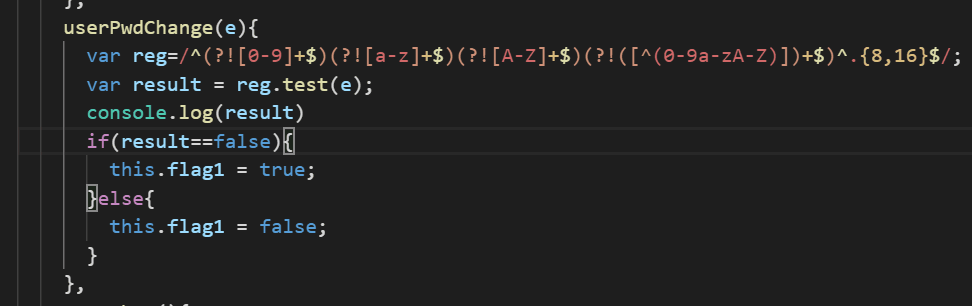 },
userPwdChange(e){
var reg=/^(?![0-9]+$)(?![a-z]+$)(?![A-Z]+$)(?!([^(0-9a-zA-Z)])+$)^.{8,16}$/;
var result = reg.test(e);
console.log(result)
if(result==false){
this.flag1 = true;
}else{
this.flag1 = false;
}
},